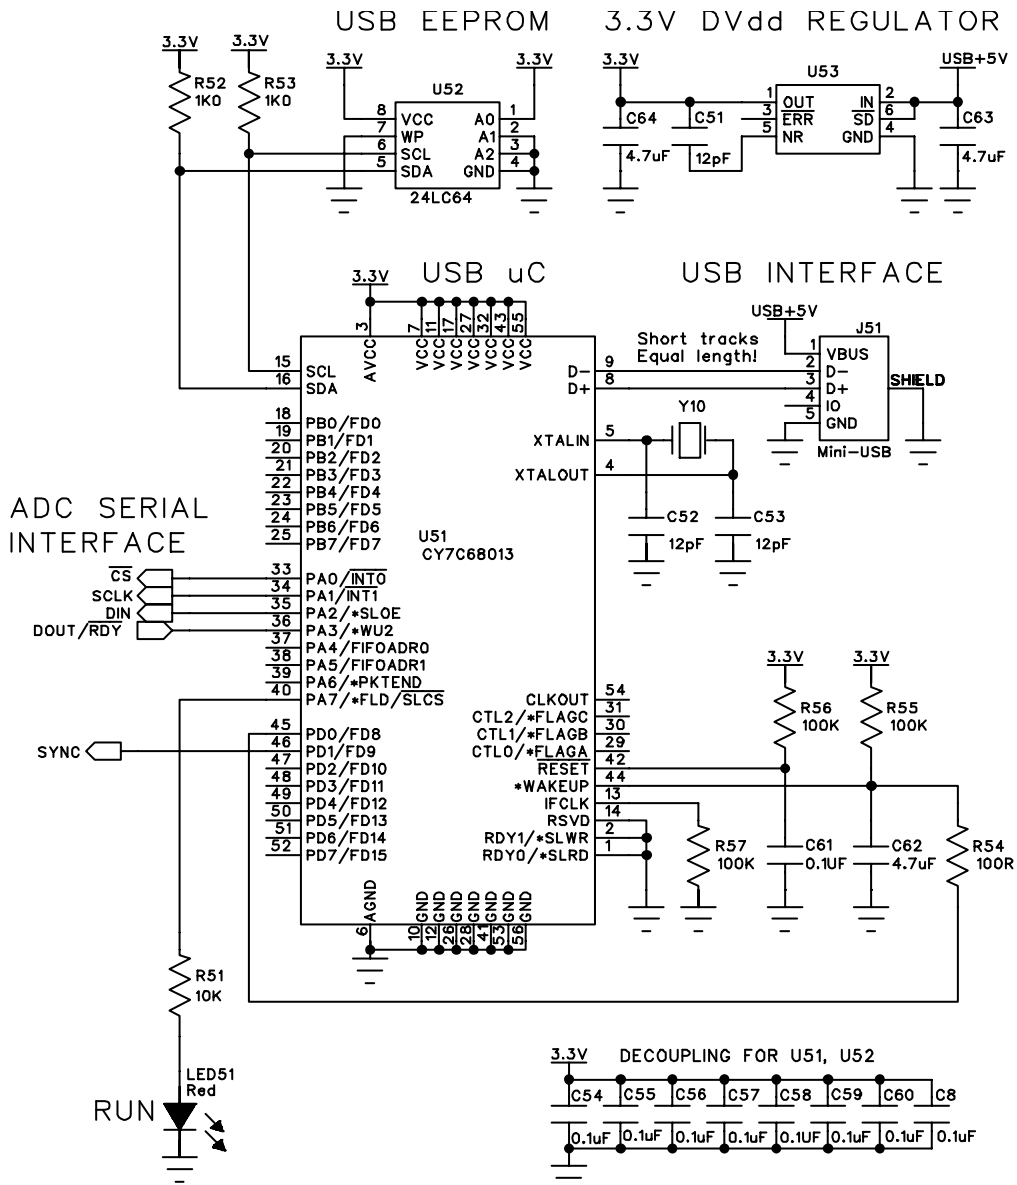 USB EEPROM
3.3V DVdd REGULATOR
3.3V
3.3V
R52
1K0
R53
1K0
3.3V
3.3V
U52
8 VCC
7 WP
6 SCL
5 SDA
A0 1
A1 2
A2 3
GND 4
24LC64
3.3V
USB+5V
U53
1 OUT
3 ERR
5 NR
IN 2
SD 6
GND 4
C64
4.7uF
C51
12pF
C63
4.7uF
USB uC
USB INTERFACE
3.3V
3 AVCC
7 VCC
11 VCC
17 VCC
27 VCC
32 VCC
43 VCC
55 VCC
15 SCL
16 SDA
18 PB0/FD0
19 PB1/FD1
20 PB2/FD2
21 PB3/FD3
22 PB4/FD4
23 PB5/FD5
24 PB6/FD6
25 PB7/FD7
33 PA0/INT0
34 PA1/INT1
35 PA2/*SLOE
36 PA3/*WU2
37 PA4/FIFOADR0
38 PA5/FIFOADR1
39 PA6/*PKTEND
40 PA7/*FLD/SLCS
45 PD0/FD8
46 PD1/FD9
47 PD2/FD10
48 PD3/FD11
49 PD4/FD12
50 PD5/FD13
51 PD6/FD14
52 PD7/FD15
U51
CY7C68013
D- 9
D+ 8
XTALIN 5
XTALOUT 4
CLKOUT 54
CTL2/*FLAGC 31
CTL1/*FLAGB 30
CTL0/*FLAGA 29
RESET 42
*WAKEUP 44
IFCLK 13
RSVD 14
RDY1/*SLWR 2
RDY0/*SLRD 1
6 AGND
10 GND
12 GND
26 GND
28 GND
41 GND
53 GND
56 GND
Short tracks
Equal length!
USB+5V
J51
1 VBUS
2 D-
3 D+
4 IO
5 GND
SHIELD
Mini-USB
Y10
C52
12pF
C53
12pF
ADC SERIAL
INTERFACE
CS
SCLK
DIN
DOUT/RDY
SYNC
3.3V
3.3V
R56
100K
R55
100K
R57
100K
C61
0.1UF
C62
4.7uF
R54
100R
R51
10K
LED51
Red
RUN
3.3V
DECOUPLING FOR U51, U52
C54
0.1uF
C55
0.1uF
C56
0.1uF
C57
0.1uF
C58
0.1UF
C59
0.1uF
C60
0.1uF
C8
0.1uF